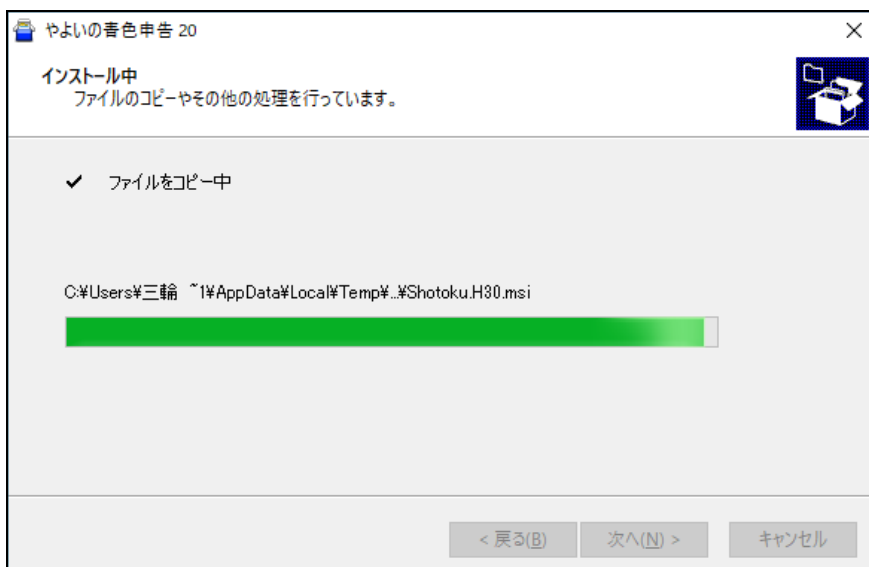 やよいの青色申告 20
インストール中
ファイルのコピーやその他の処理を行っています。
ファイルをコピー中
C:¥Users¥三輪 ~1¥AppData¥Local¥Temp¥...¥Shotoku.H30.msi
< 戻る(B)
次へ(N) >
キャンセル